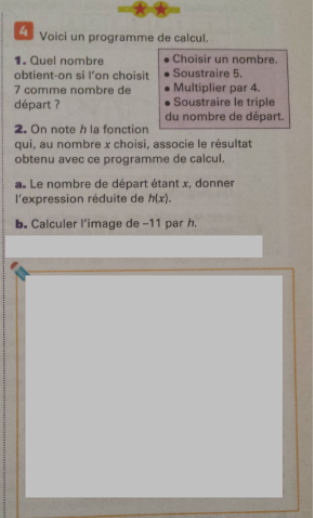 4 Voici un programme de calcul.
1. Quel nombre
obtient-on si l'on choisit
7 comme nombre de
départ ?
• Choisir un nombre.
• Soustraire 5.
• Multiplier par 4.
• Soustraire le triple
du nombre de départ.
2. On note h la fonction
qui, au nombre x choisi, associe le résultat
obtenu avec ce programme de calcul.
a. Le nombre de départ étant x, donner
l'expression réduite de h(x).
b. Calculer l'image de –11 par h.